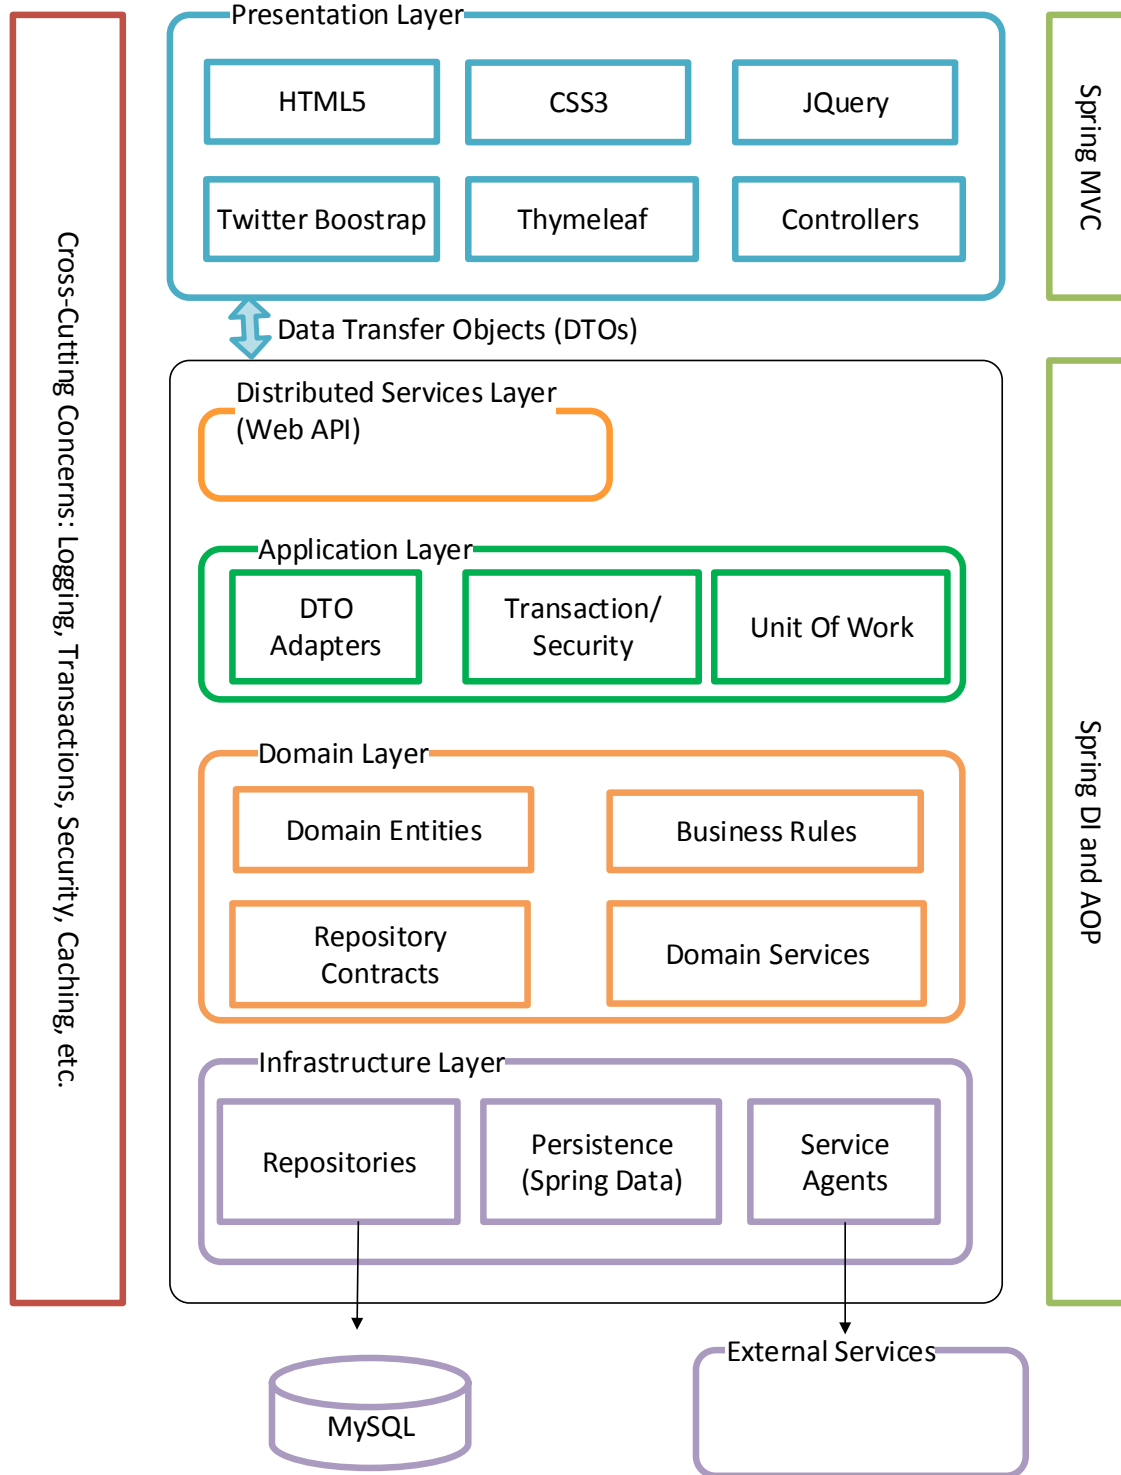 Presentation Layer
HTML5
CSS3
JQuery
Twitter Boostrap
Thymeleaf
Controllers
Spring MVC
Cross-Cutting Concerns: Logging, Transactions, Security, Caching, etc.
Data Transfer Objects (DTOs)
Distributed Services Layer
(Web API)
Application Layer
DTO
Adapters
Transaction/
Security
Unit Of Work
Spring DI and AOP
Domain Layer
Domain Entities
Business Rules
Repository
Contracts
Domain Services
Infrastructure Layer
Repositories
Persistence
(Spring Data)
Service
Agents
MySQL
External Services